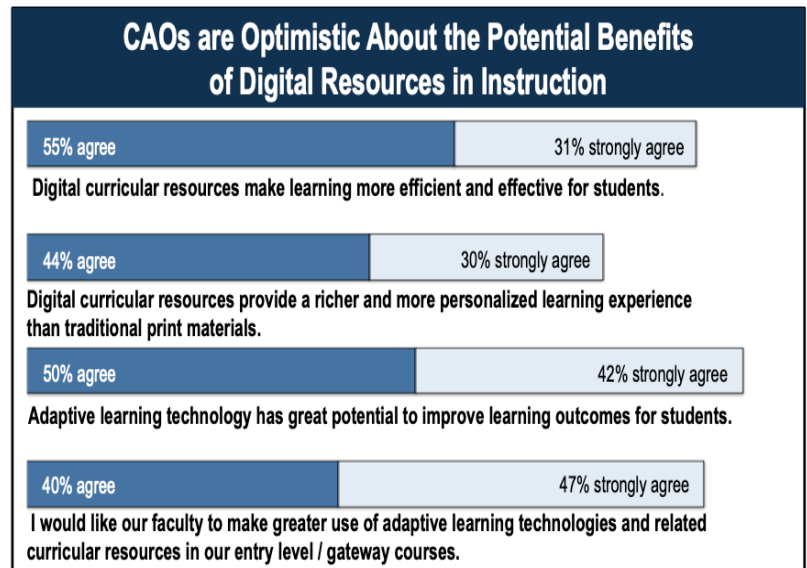 CAOs are Optimistic About the Potential Benefits
of Digital Resources in Instruction
55% agree 31% strongly agree
Digital curricular resources make learning more efficient and effective for students.
44% agree 30% strongly agree
Digital curricular resources provide a richer and more personalized learning experience
than traditional print materials.
50% agree 42% strongly agree
Adaptive learning technology has great potential to improve learning outcomes for students.
40% agree 47% strongly agree
I would like our faculty to make greater use of adaptive learning technologies and related
curricular resources in our entry level / gateway courses.